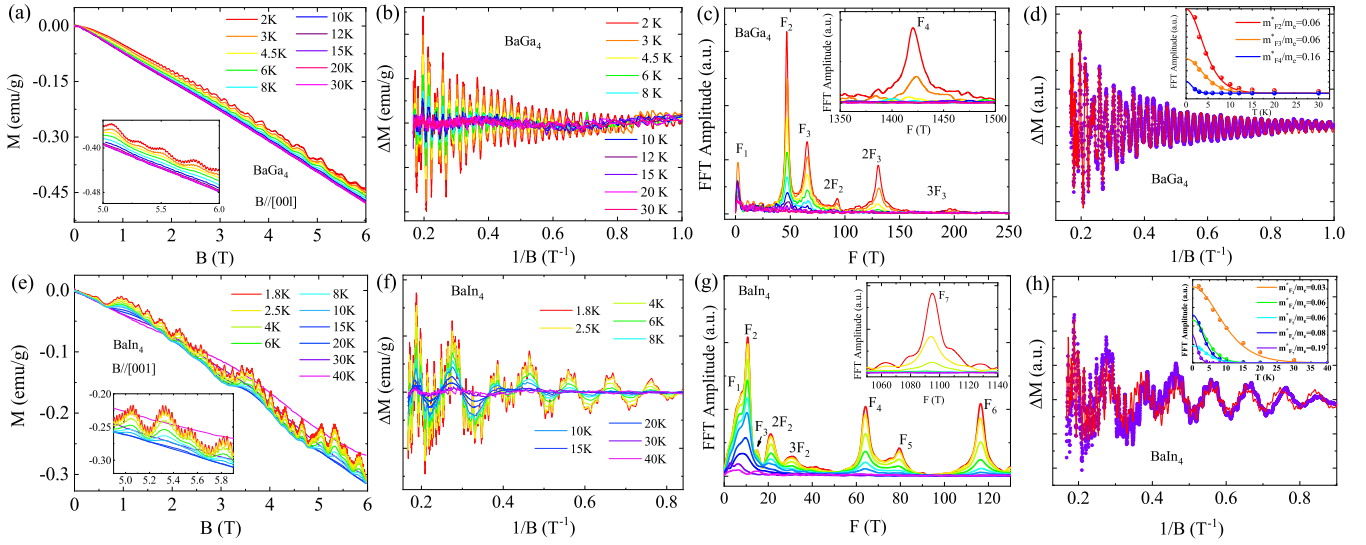 (a)
M (emu/g)
0.0
-0.15
-0.30
-0.45
2K
3K
4.5K
6K
8K
10K
12K
15K
20K
30K
-0.40
-0.48
5.0 5.5 6.0
BaGa4
B//[00l]
0 1 2 3 4 5 6
B (T)
(b)
ΔM (emu/g)
2 K
3 K
4.5 K
6 K
8 K
10 K
12 K
15 K
20 K
30 K
0.2 0.4 0.6 0.8 1.0
1/B (T-1)
(c)
BaGa4
FFT Amplitude (a.u.)
F1
F2
F3
2F2
2F3
3F3
FFT Amplitude (a.u.)
F4
1350 1400 1450 1500
F (T)
0 50 100 150 200 250
F (T)
(d)
ΔM (a.u.)
FFT Amplitude (a.u.)
m*F2/me=0.06
m*F3/me=0.06
m*F4/me=0.16
0 5 10 15 20 25 30
T (K)
BaGa4
0.2 0.4 0.6 0.8 1.0
1/B (T-1)
(e)
M (emu/g)
0.0
-0.1
-0.2
-0.3
1.8K
2.5K
4K
6K
8K
10K
15K
20K
30K
40K
BaIn4
B//[001]
-0.20
-0.25
-0.30
5.0 5.2 5.4 5.6 5.8
0 1 2 3 4 5 6
B (T)
(f)
ΔM (emu/g)
1.8K
2.5K
4K
6K
8K
10K
15K
20K
30K
40K
0.2 0.4 0.6 0.8
1/B (T-1)
(g)
BaIn4
FFT Amplitude (a.u.)
F1
F2
F3
2F2
3F2
F4
F5
F6
FFT Amplitude (a.u.)
F7
1060 1080 1100 1120 1140
F (T)
0 20 40 60 80 100 120
F (T)
(h)
ΔM (a.u.)
FFT Amplitude (a.u.)
/me=0.03
/me=0.06
/me=0.06
/me=0.08
/me=0.19
0 5 10 15 20 25 30 35 40
T (K)
BaIn4
0.2 0.4 0.6 0.8
1/B (T-1)